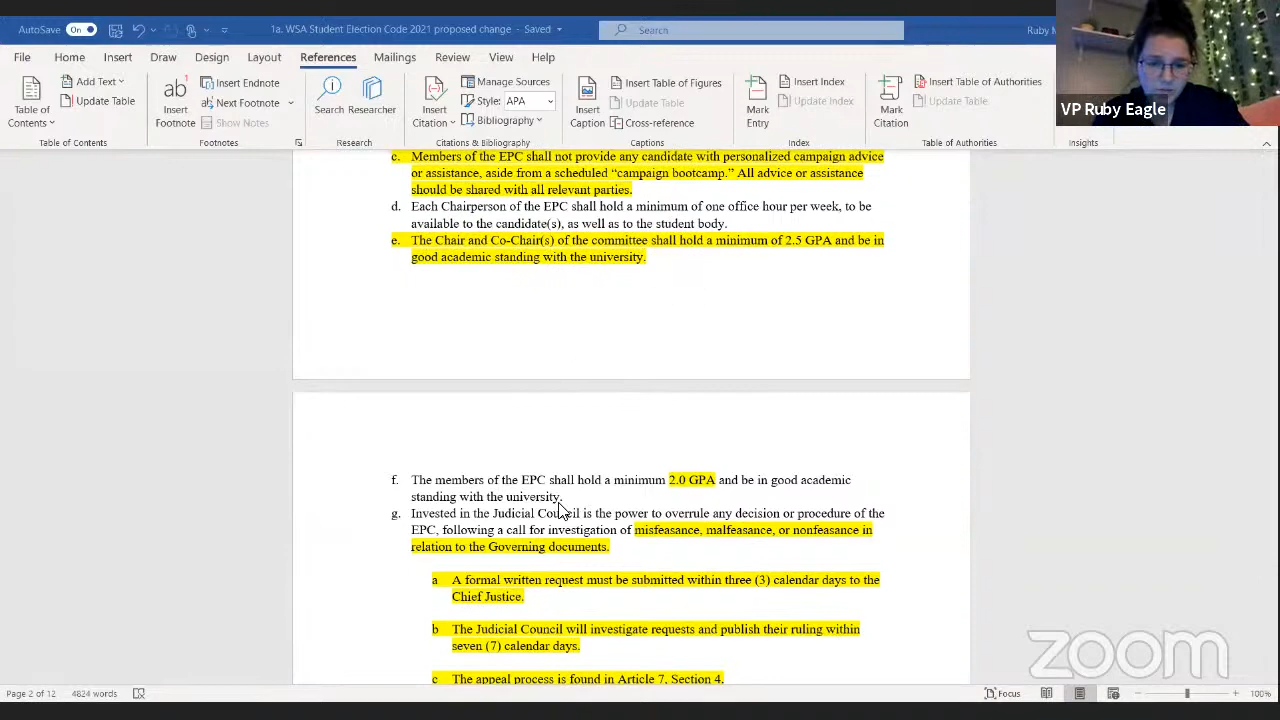 AutoSave On 1a. WSA Student Election Code 2021 proposed change - Saved Search Ruby
File Home Insert Draw Design Layout References Mailings Review View Help
Table of Contents Add Text Update Table
Insert Footnote Insert Endnote Next Footnote Show Notes
Search Researcher
Insert Citation Manage Sources Style: APA Bibliography
Insert Caption Insert Table of Figures Update Table Cross-reference
Mark Entry Insert Index Update Index
Mark Citation Insert Table of Authorities Update Table
Table of Contents Footnotes Research Citations & Bibliography Captions Index Table of Authorities Insights
VP Ruby Eagle
c. Members of the EPC shall not provide any candidate with personalized campaign advice
or assistance, aside from a scheduled “campaign bootcamp.” All advice or assistance
should be shared with all relevant parties.
d. Each Chairperson of the EPC shall hold a minimum of one office hour per week, to be
available to the candidate(s), as well as to the student body.
e. The Chair and Co-Chair(s) of the committee shall hold a minimum of 2.5 GPA and be in
good academic standing with the university.
f. The members of the EPC shall hold a minimum 2.0 GPA and be in good academic
standing with the university.
g. Invested in the Judicial Council is the power to overrule any decision or procedure of the
EPC, following a call for investigation of misfeasance, malfeasance, or nonfeasance in
relation to the Governing documents.
a A formal written request must be submitted within three (3) calendar days to the
Chief Justice.
b The Judicial Council will investigate requests and publish their ruling within
seven (7) calendar days.
c The appeal process is found in Article 7, Section 4.
zoom
Page 2 of 12 4824 words Focus 100%